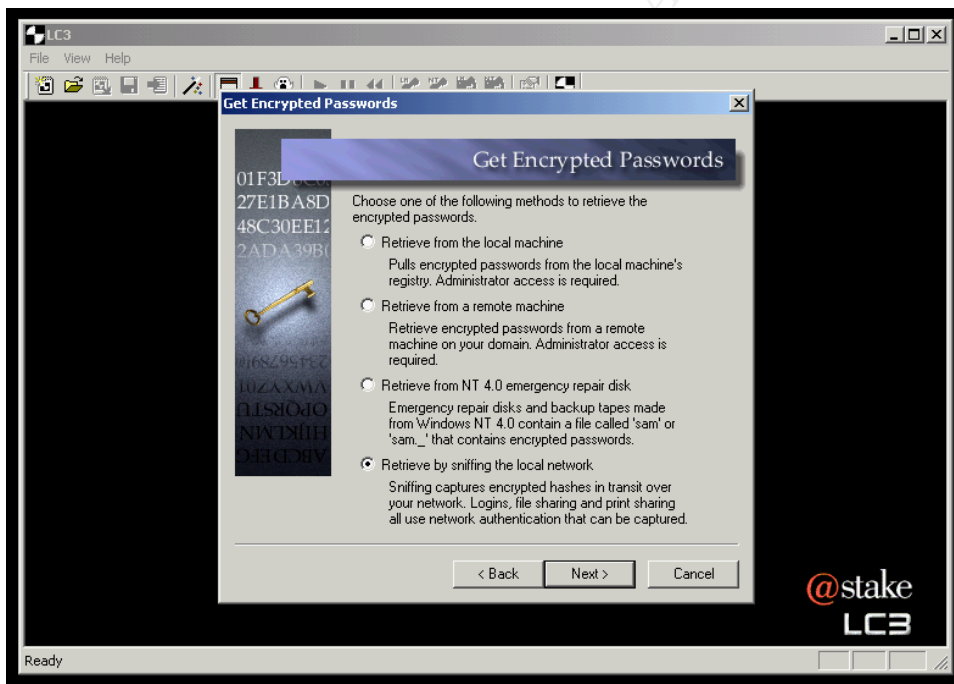 LC3
File View Help
Get Encrypted Passwords
Get Encrypted Passwords
01F3D
27E1BA8D
48C30EE12
2ADA39B
Choose one of the following methods to retrieve the
encrypted passwords.
Retrieve from the local machine
Pulls encrypted passwords from the local machine's
registry. Administrator access is required.
Retrieve from a remote machine
Retrieve encrypted passwords from a remote
machine on your domain. Administrator access is
required.
Retrieve from NT 4.0 emergency repair disk
Emergency repair disks and backup tapes made
from Windows NT 4.0 contain a file called 'sam' or
'sam._' that contains encrypted passwords.
Retrieve by sniffing the local network
Sniffing captures encrypted hashes in transit over
your network. Logins, file sharing and print sharing
all use network authentication that can be captured.
< Back Next > Cancel
@stake
LC3
Ready